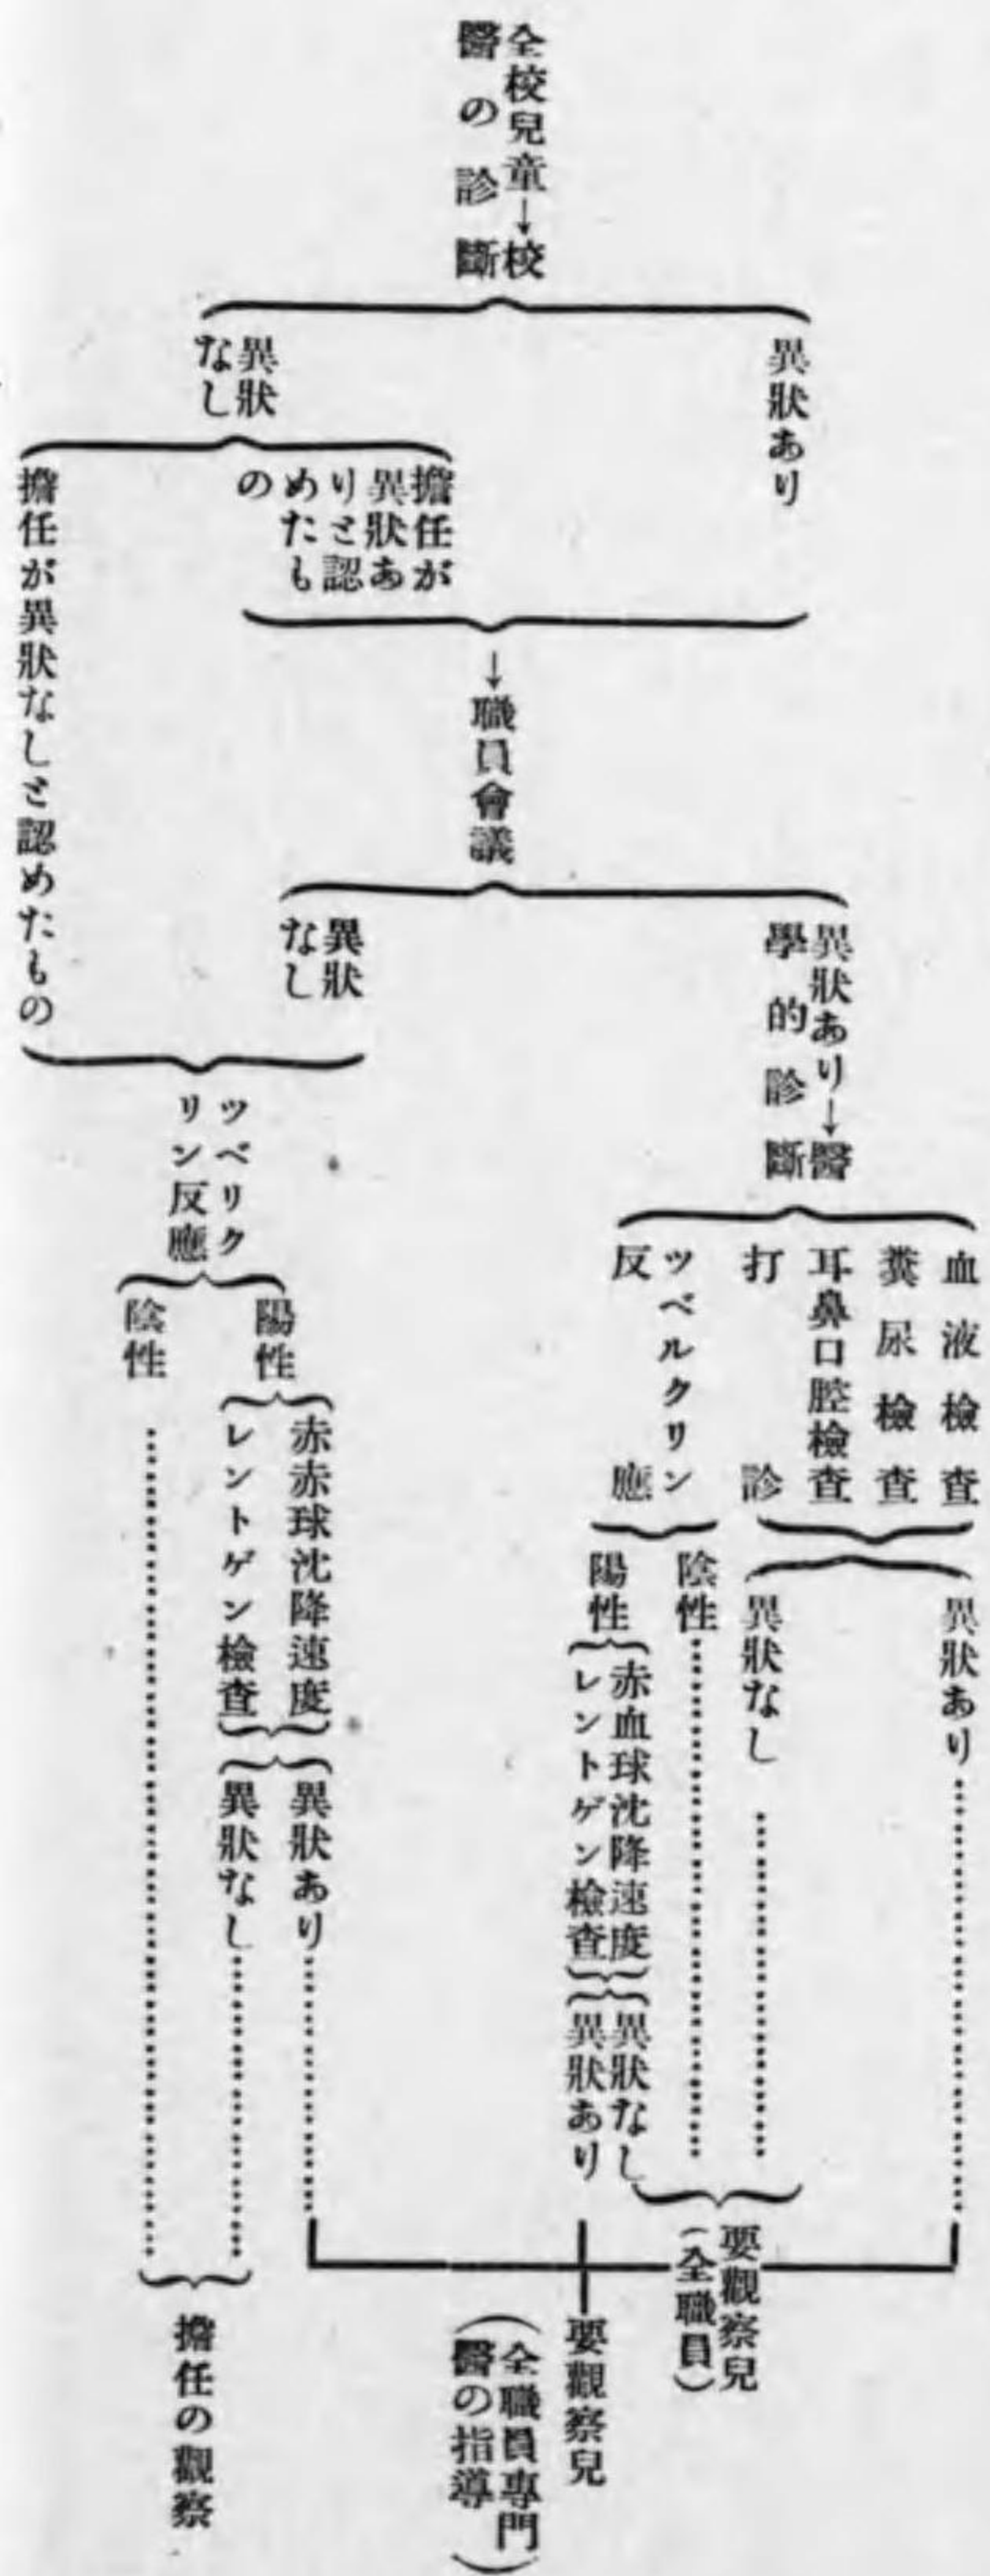 全校兒童→校
醫の診斷
異狀あり
異狀
なし
擔任が
異狀あ
りと認
めたも
の
擔任が異狀なしと認めたもの
→職員會議
異狀あり→醫
學的診斷
異狀
なし
血液檢査
糞尿檢査
耳鼻口腔檢査
打診
ツベルクリン
反應
異狀あり
異狀なし
陰性
陽性
赤血球沈降速度
レントゲン檢査
異狀なし
異狀あり
ツベリク
リン反應
陽性
陰性
赤赤球沈降速度
レントゲン檢査
異狀あり
異狀なし
要觀察兒
(全職員)
要觀察兒
(全職員專門
醫の指導)
擔任の觀察